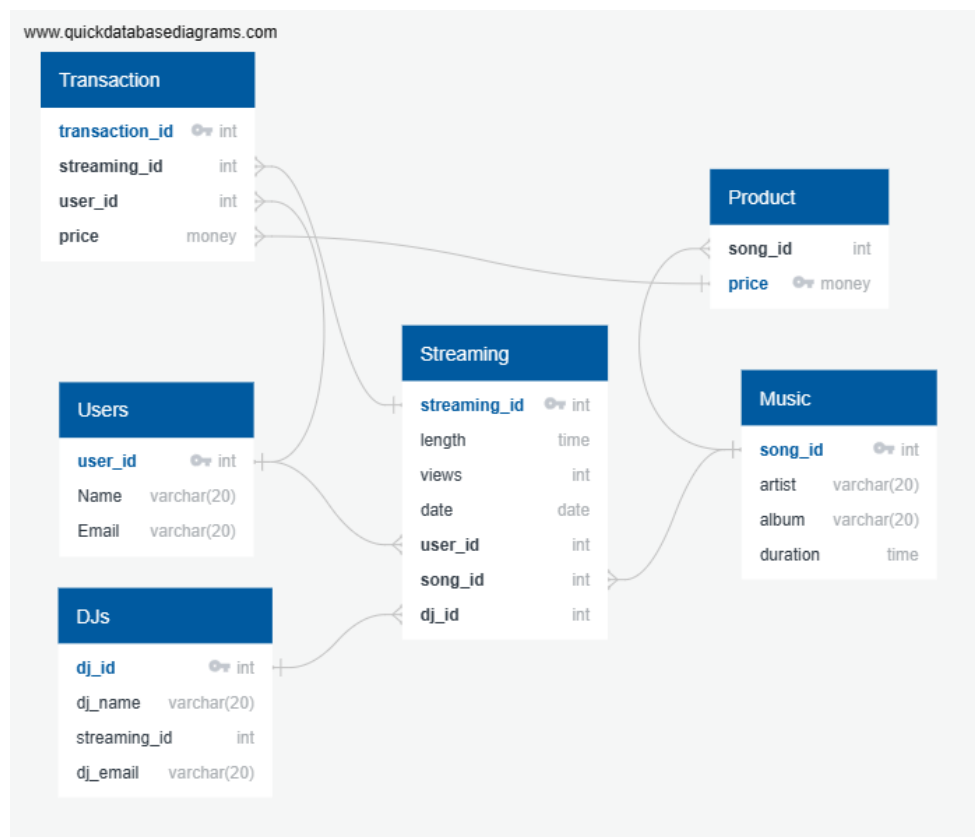 www.quickdatabasediagrams.com
Transaction
transaction_id int
streaming_id int
user_id int
price money
Product
song_id int
price money
Streaming
streaming_id int
length time
views int
date date
user_id int
song_id int
dj_id int
Users
user_id int
Name varchar(20)
Email varchar(20)
Music
song_id int
artist varchar(20)
album varchar(20)
duration time
DJs
dj_id int
dj_name varchar(20)
streaming_id int
dj_email varchar(20)